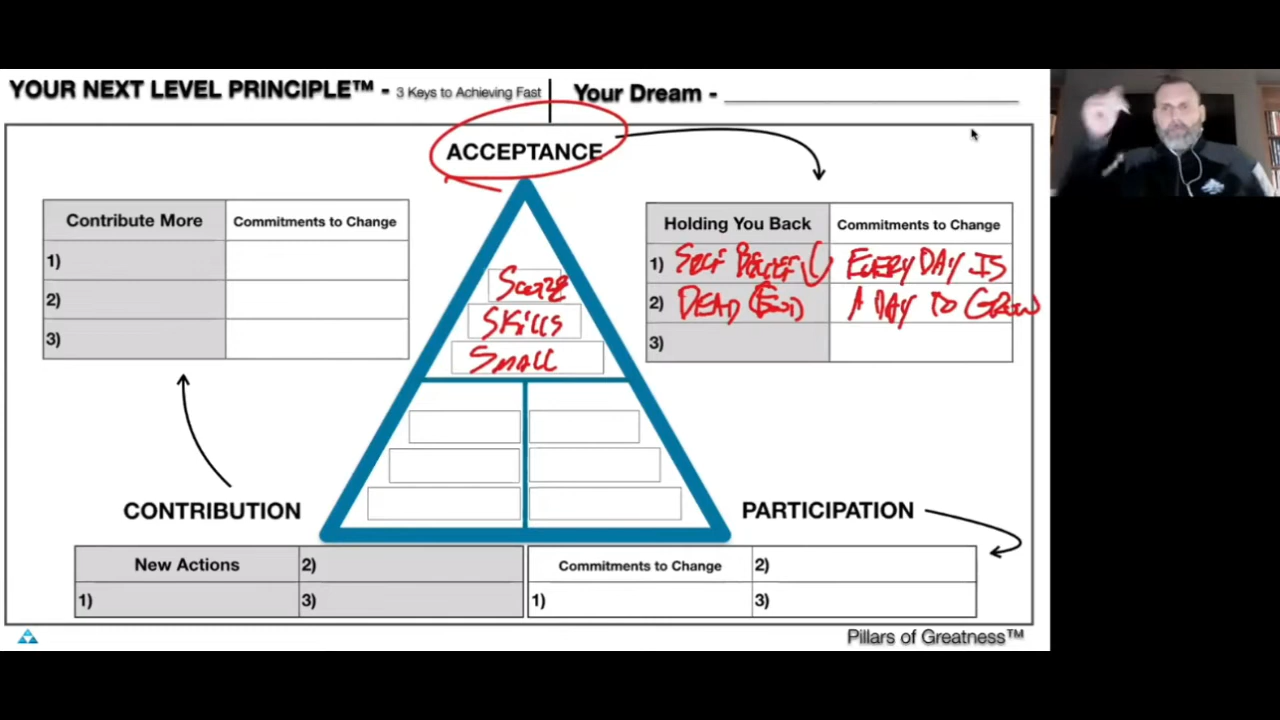 YOUR NEXT LEVEL PRINCIPLE™ - 3 Keys to Achieving Fast
Your Dream -
ACCEPTANCE
Contribute More
Commitments to Change
1)
2)
3)
Holding You Back
Commitments to Change
1) SELF BELIEF EVERY DAY IS
2) DEAD END A DAY TO GROW
3)
SKILLS
SMALL
CONTRIBUTION
PARTICIPATION
New Actions
2)
1)
3)
Commitments to Change
2)
1)
3)
Pillars of Greatness™